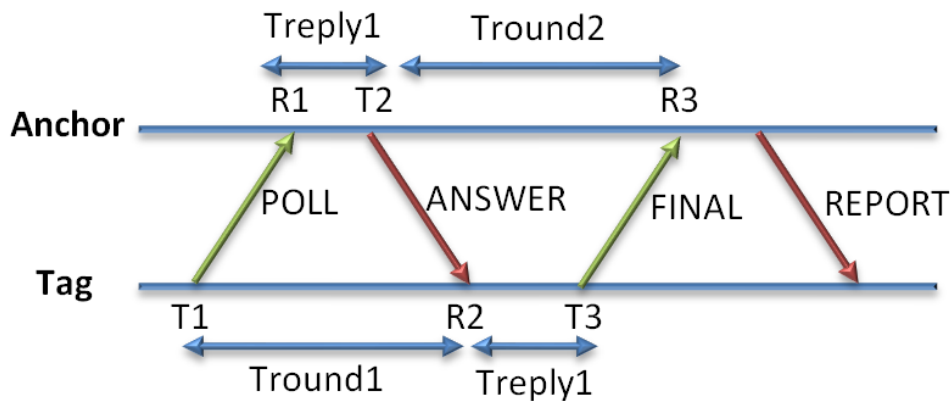 Treply1 Tround2
R1 T2 R3
Anchor
POLL ANSWER FINAL REPORT
Tag
T1 R2 T3
Tround1 Treply1